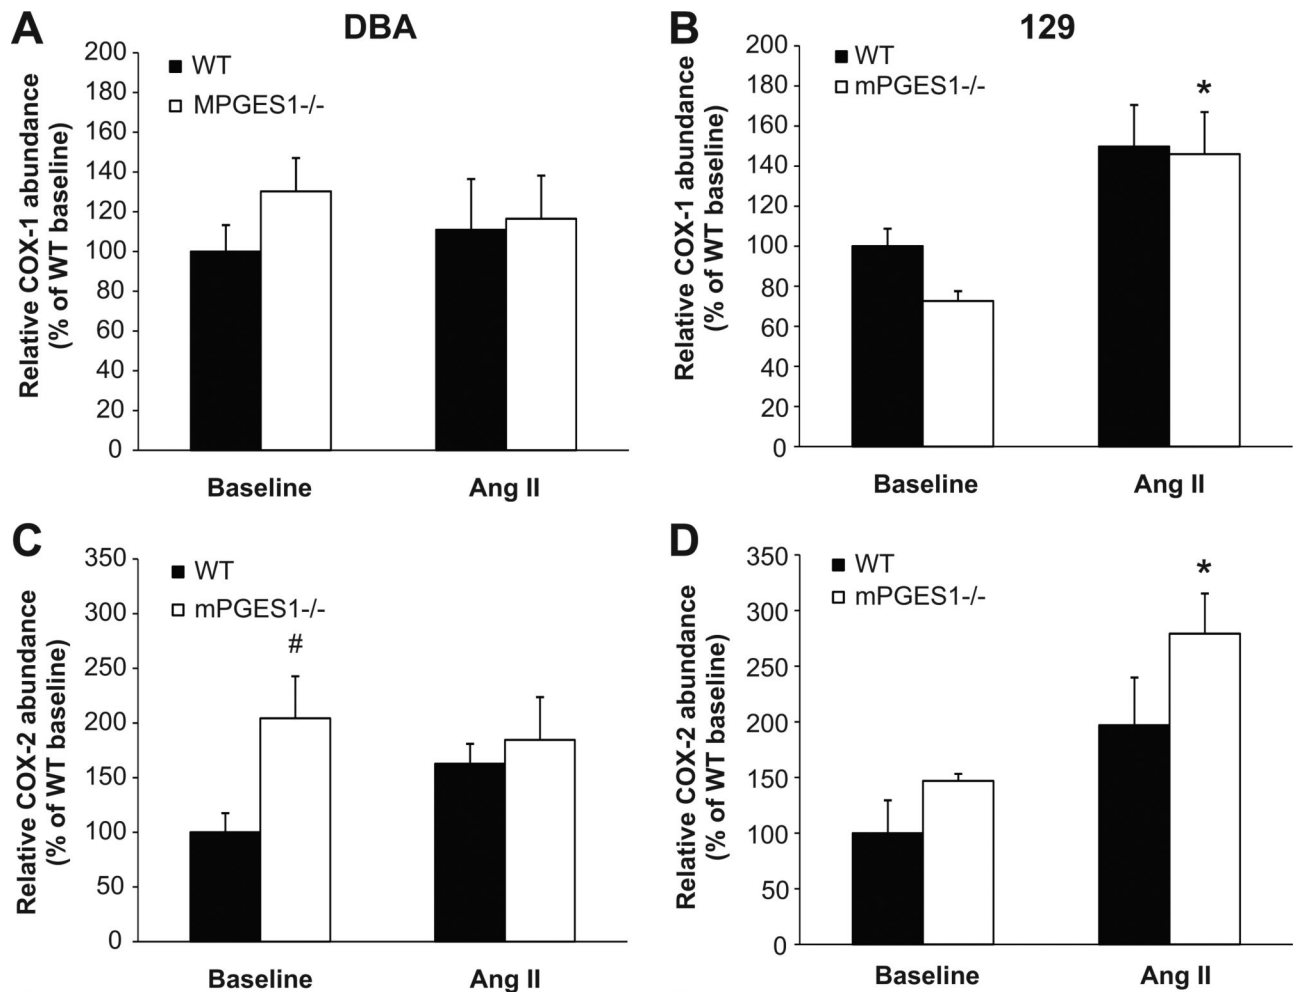 A
DBA
Relative COX-1 abundance
(% of WT baseline)
200
180
160
140
120
100
80
60
40
20
0
WT
MPGES1-/-
Baseline
Ang II
B
129
Relative COX-1 abundance
(% of WT baseline)
200
180
160
140
120
100
80
60
40
20
0
WT
mPGES1-/-
*
Baseline
Ang II
C
Relative COX-2 abundance
(% of WT baseline)
350
300
250
200
150
100
50
0
WT
mPGES1-/-
#
Baseline
Ang II
D
Relative COX-2 abundance
(% of WT baseline)
350
300
250
200
150
100
50
0
WT
mPGES1-/-
*
Baseline
Ang II